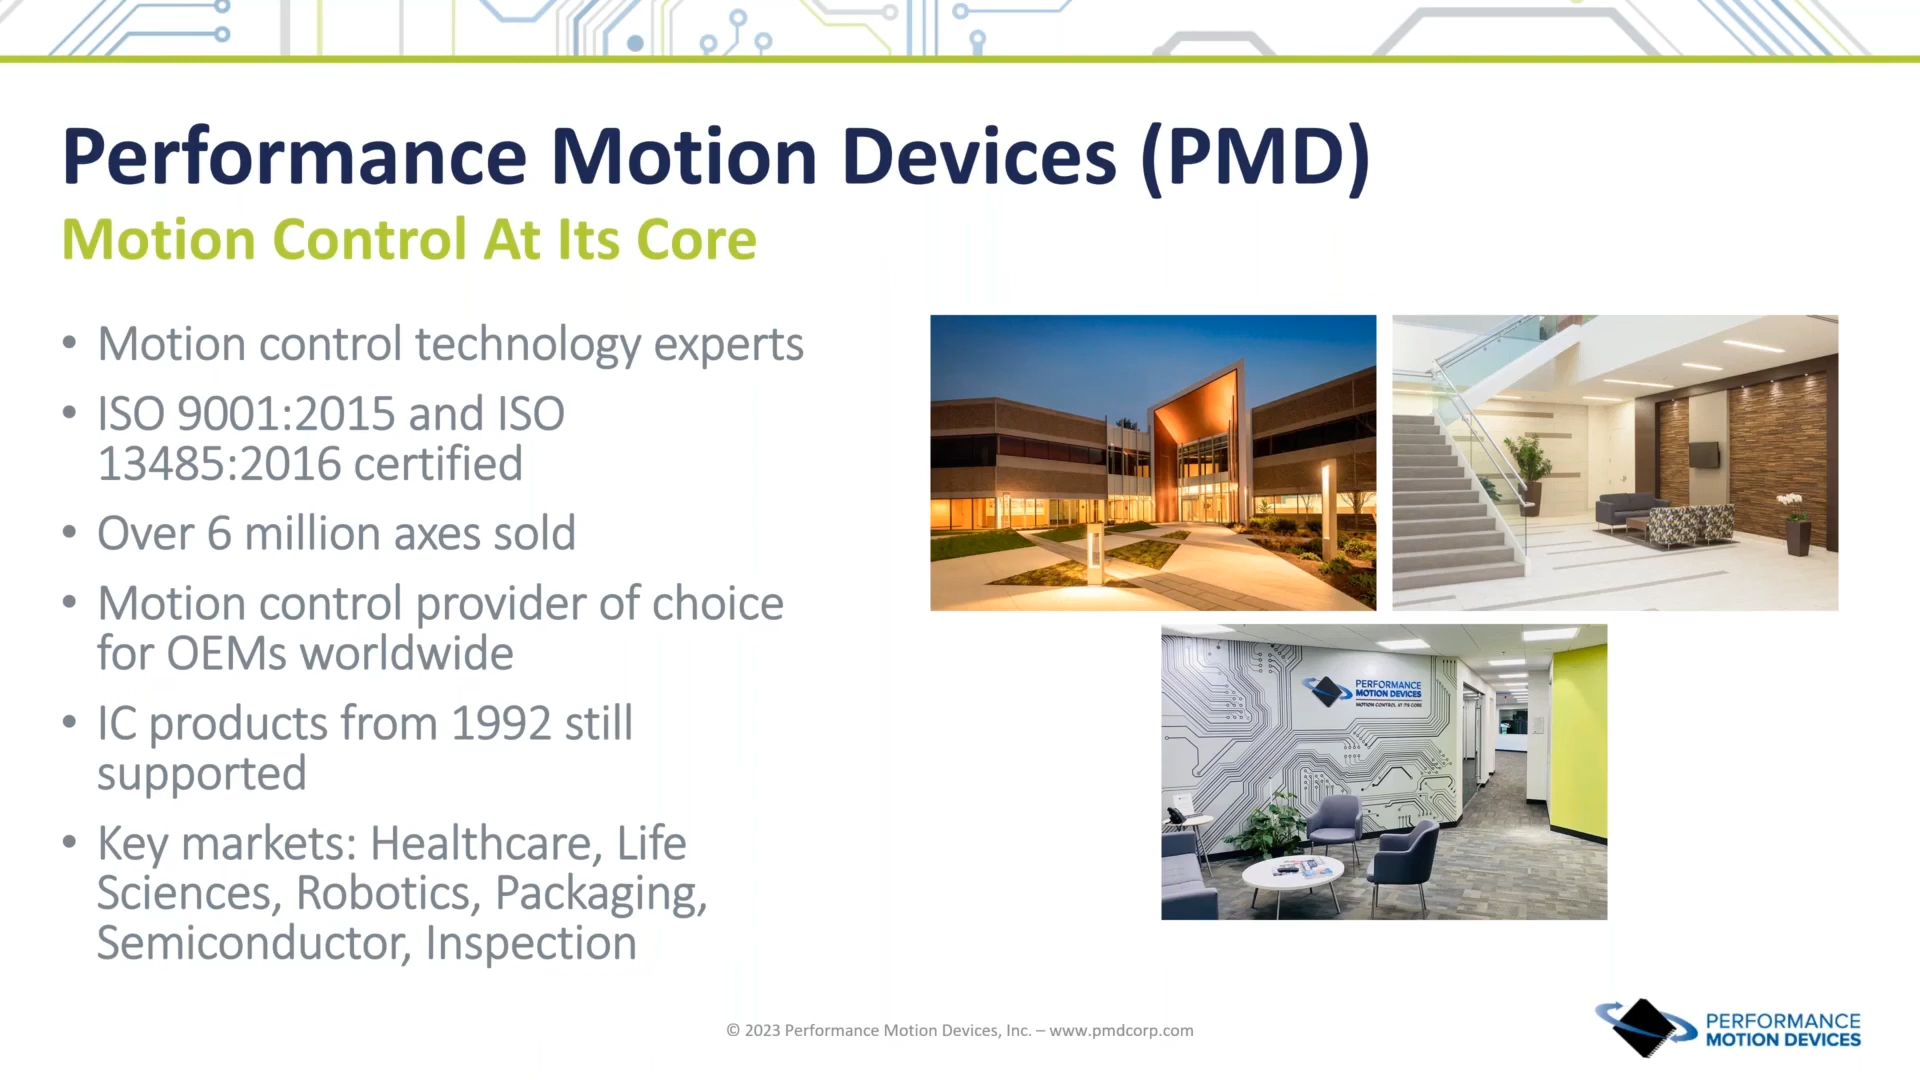 Performance Motion Devices (PMD)
Motion Control At Its Core
• Motion control technology experts
• ISO 9001:2015 and ISO
13485:2016 certified
• Over 6 million axes sold
• Motion control provider of choice
for OEMs worldwide
• IC products from 1992 still
supported
• Key markets: Healthcare, Life
Sciences, Robotics, Packaging,
Semiconductor, Inspection
PERFORMANCE
MOTION DEVICES
MOTION CONTROL AT ITS CORE
© 2023 Performance Motion Devices, Inc. – www.pmdcorp.com
PERFORMANCE
MOTION DEVICES